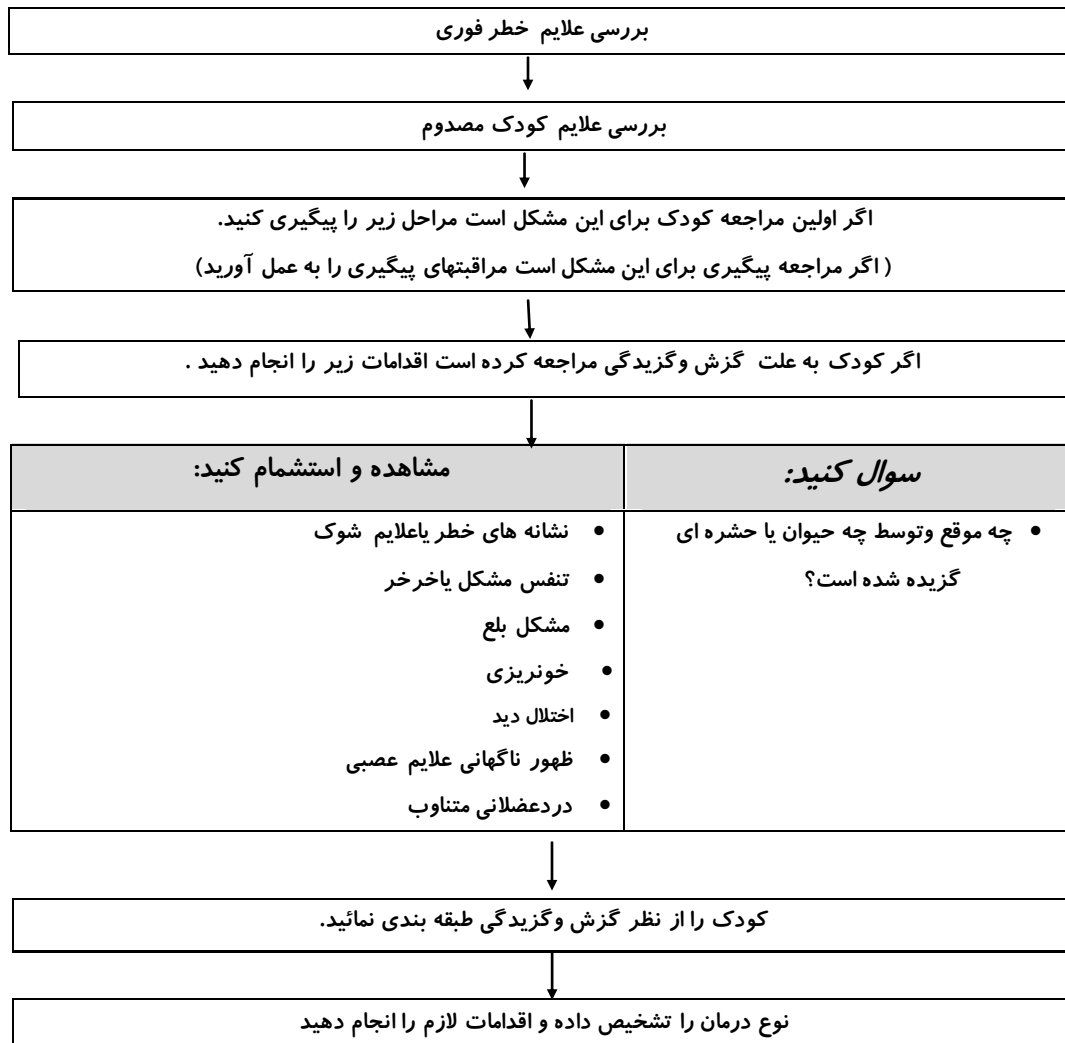 بررسی علایم خطر فوری
بررسی علایم کودک مصدوم
اگر اولین مراجعه کودک برای این مشکل است مراحل زیر را پیگیری کنید.
( اگر مراجعه پیگیری برای این مشکل است مراقبتهای پیگیری را به عمل آورید)
اگر کودک به علت گزش وگزیدگی مراجعه کرده است اقدامات زیر را انجام دهید .
سوال کنید:
• چه موقع وتوسط چه حیوان یا حشره ای
گزیده شده است؟
مشاهده و استشمام کنید:
• نشانه های خطر یاعلایم شوک
• تنفس مشکل یاخرخر
• مشکل بلع
• خونریزی
• اختلال دید
• ظهور ناگهانی علایم عصبی
• دردعضلانی متناوب
کودک را از نظر گزش وگزیدگی طبقه بندی نمائید.
نوع درمان را تشخیص داده و اقدامات لازم را انجام دهید